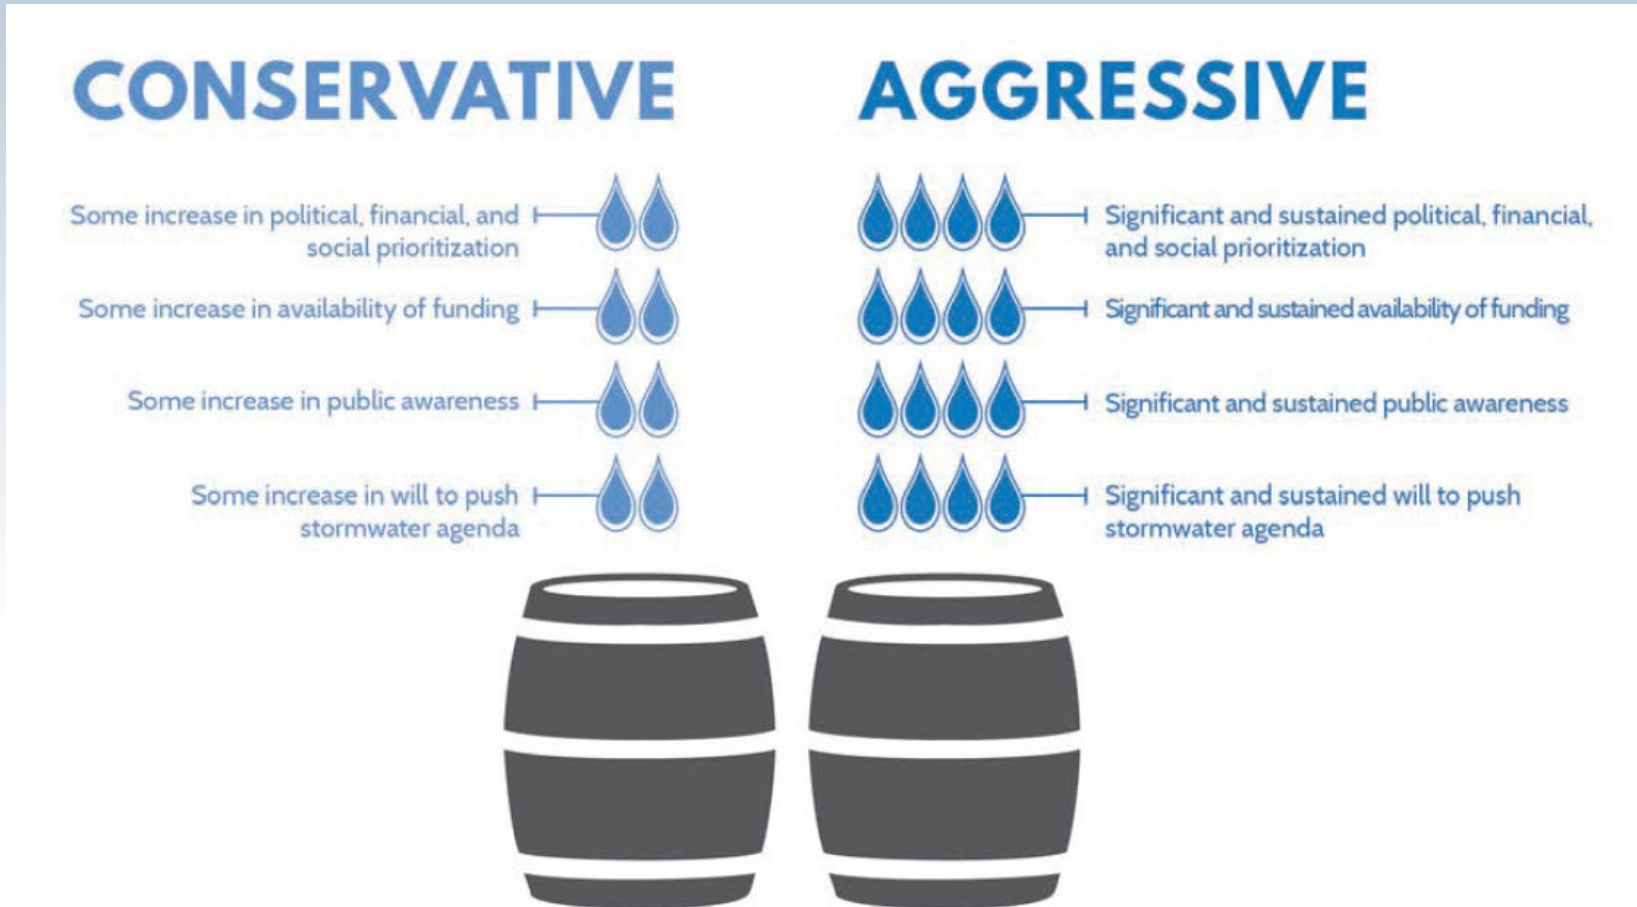 CONSERVATIVE
Some increase in political, financial, and
social prioritization
Some increase in availability of funding
Some increase in public awareness
Some increase in will to push
stormwater agenda
AGGRESSIVE
Significant and sustained political, financial,
and social prioritization
Significant and sustained availability of funding
Significant and sustained public awareness
Significant and sustained will to push
stormwater agenda